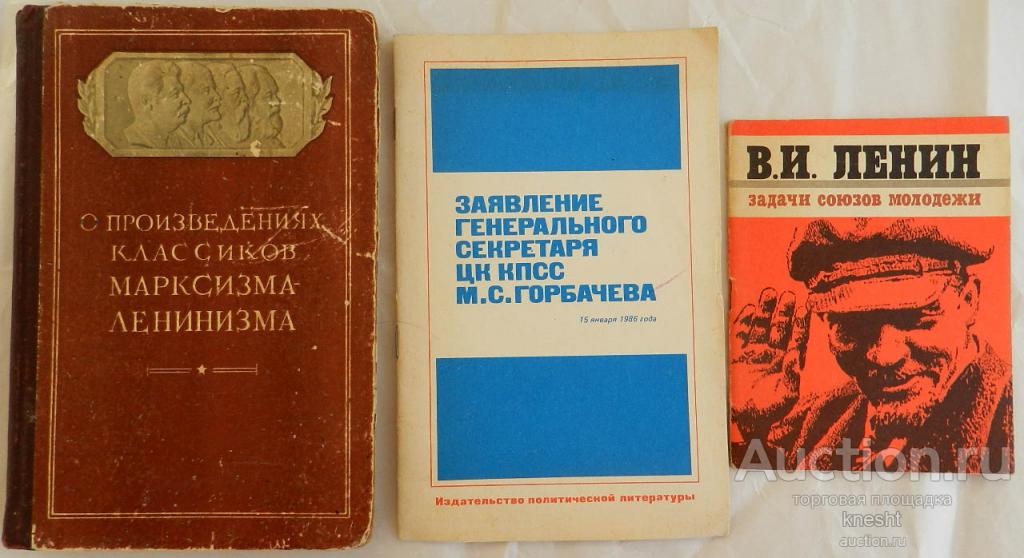 О ПРОИЗВЕДЕНИЯХ
КЛАССИКОВ
МАРКСИЗМА-
ЛЕНИНИЗМА
ЗАЯВЛЕНИЕ
ГЕНЕРАЛЬНОГО
СЕКРЕТАРЯ
ЦК КПСС
М.С.ГОРБАЧЕВА
15 января 1986 года
Издательство политической литературы
В.И. ЛЕНИН
задачи союзов молодежи
Auction.ru
торговая площадка
knesht
auction.ru